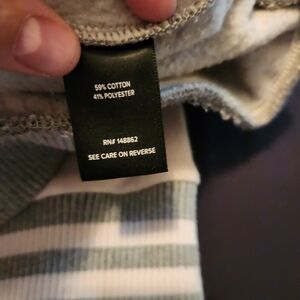 59% COTTON
41% POLYESTER
RN# 148862
SEE CARE ON REVERSE